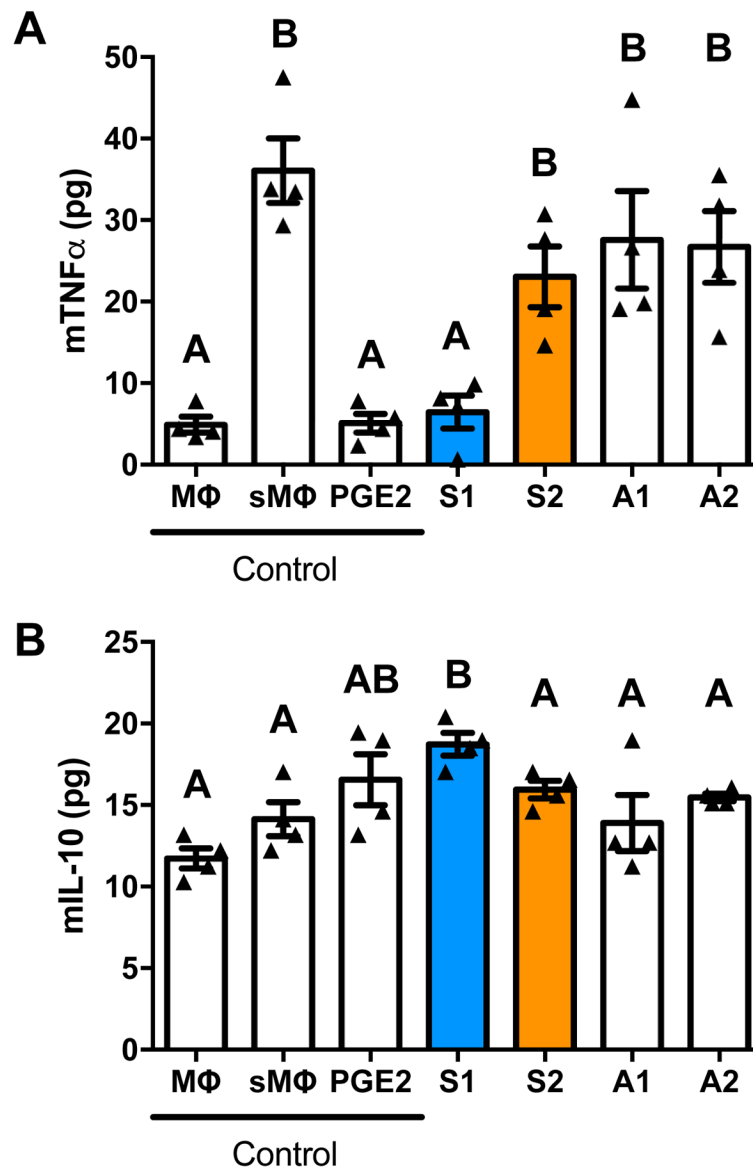 A
mTNFα (pg)
50
40
30
20
10
0
A
B
A
A
B
B
B
MΦ sMΦ PGE2 S1 S2 A1 A2
Control
B
mIL-10 (pg)
25
20
15
10
5
0
A
A
AB
B
A
A
A
MΦ sMΦ PGE2 S1 S2 A1 A2
Control